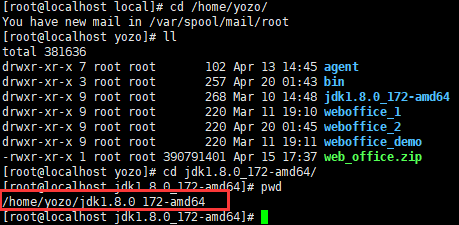 [root@localhost local]# cd /home/yozo/
You have new mail in /var/spool/mail/root
[root@localhost yozo]# ll
total 381636
drwxr-xr-x 7 root root       102 Apr 13 14:45 agent
drwxr-xr-x 3 root root       257 Apr 20 01:43 bin
drwxr-xr-x 9 root root       268 Mar 10 14:48 jdk1.8.0_172-amd64
drwxr-xr-x 9 root root       220 Mar 11 19:10 weboffice_1
drwxr-xr-x 9 root root       220 Apr 20 01:45 weboffice_2
drwxr-xr-x 9 root root       220 Mar 11 19:11 weboffice_demo
-rwxr-xr-x 1 root root 390791401 Apr 15 17:37 web_office.zip
[root@localhost yozo]# cd jdk1.8.0_172-amd64/
[root@localhost jdk1.8.0_172-amd64]# pwd
/home/yozo/jdk1.8.0_172-amd64
[root@localhost jdk1.8.0_172-amd64]#